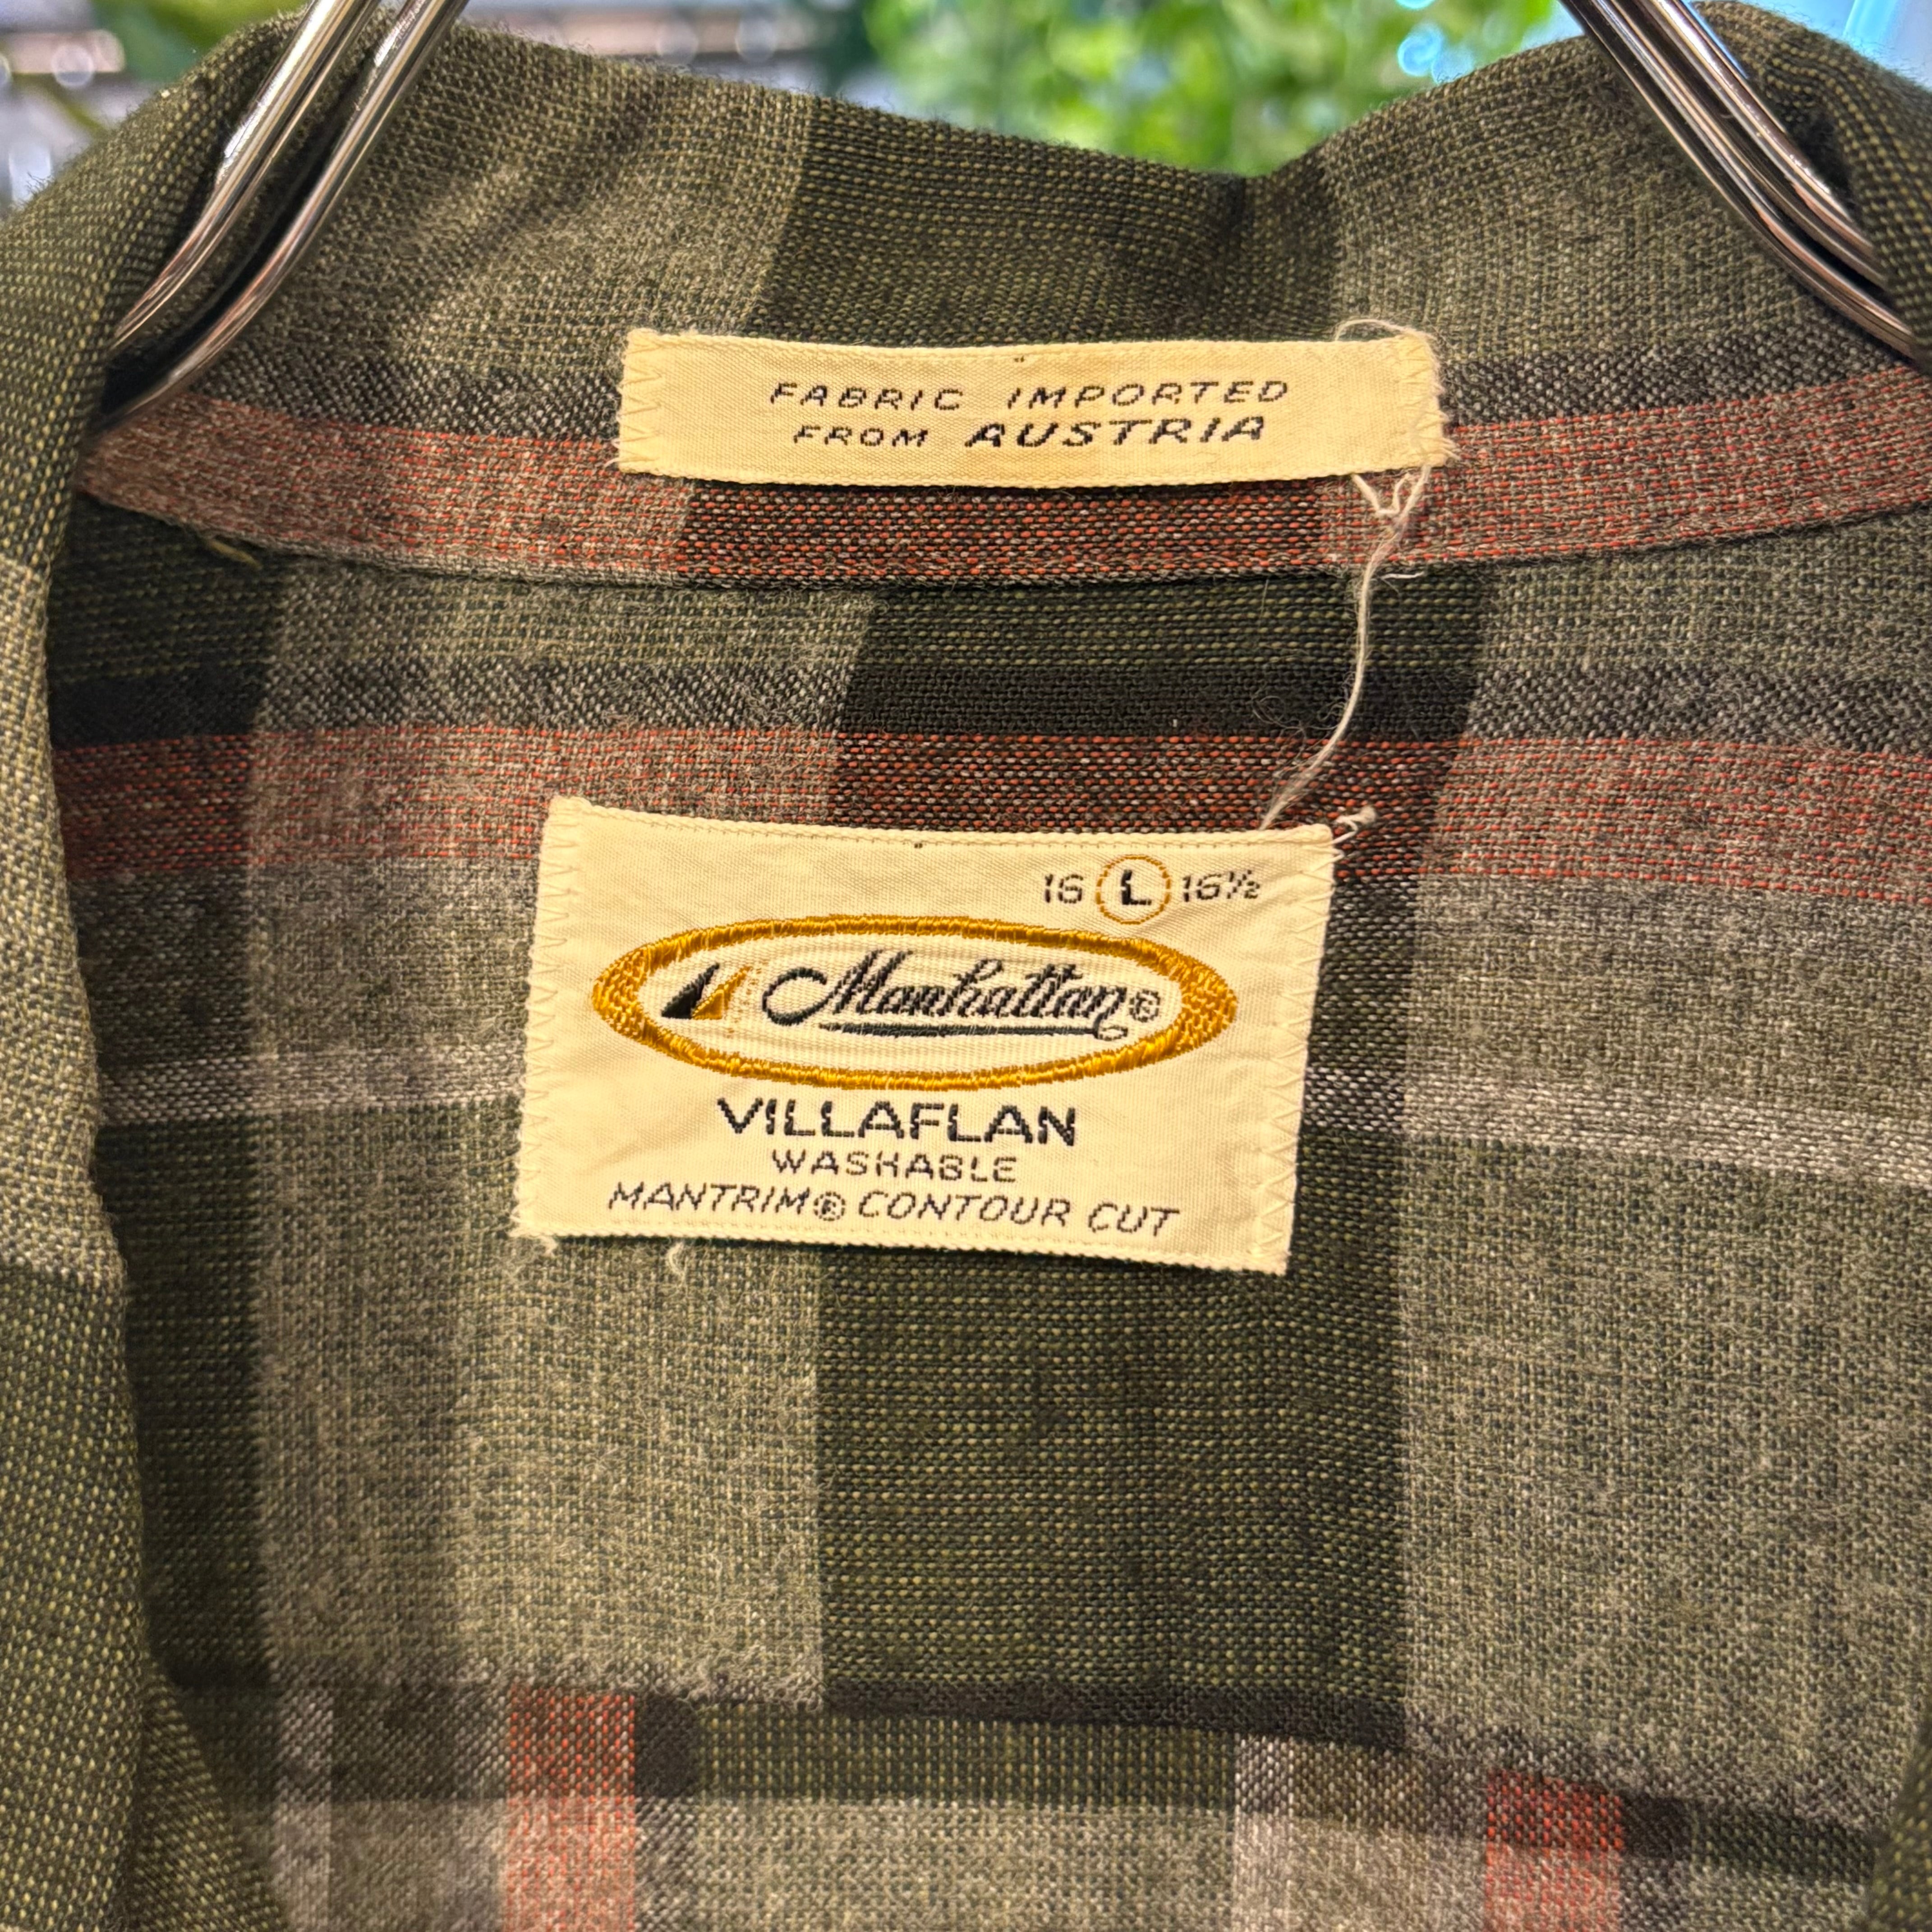 FABRIC IMPORTED
FROM AUSTRIA
16 L 16½
Manhattan®
VILLAFLAN
WASHABLE
MANTRIM® CONTOUR CUT